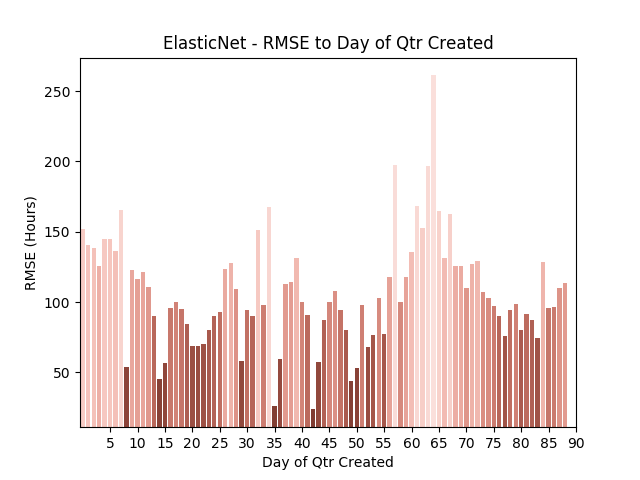 ElasticNet - RMSE to Day of Qtr Created
250
200
150
100
50
RMSE (Hours)
5 10 15 20 25 30 35 40 45 50 55 60 65 70 75 80 85 90
Day of Qtr Created